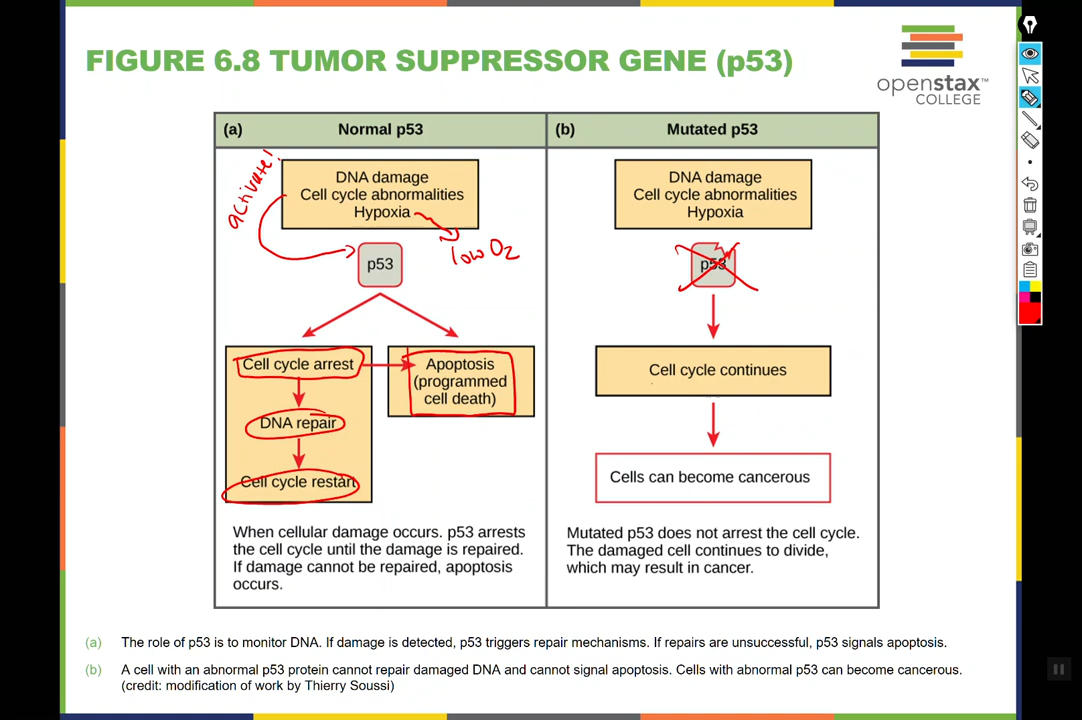 FIGURE 6.8 TUMOR SUPPRESSOR GENE (p53)
openstax™
COLLEGE
(a) Normal p53
(b) Mutated p53
activate!
DNA damage
Cell cycle abnormalities
Hypoxia
low O2
p53
Cell cycle arrest
DNA repair
Cell cycle restart
Apoptosis
(programmed
cell death)
When cellular damage occurs. p53 arrests
the cell cycle until the damage is repaired.
If damage cannot be repaired, apoptosis
occurs.
DNA damage
Cell cycle abnormalities
Hypoxia
p53
Cell cycle continues
Cells can become cancerous
Mutated p53 does not arrest the cell cycle.
The damaged cell continues to divide,
which may result in cancer.
(a) The role of p53 is to monitor DNA. If damage is detected, p53 triggers repair mechanisms. If repairs are unsuccessful, p53 signals apoptosis.
(b) A cell with an abnormal p53 protein cannot repair damaged DNA and cannot signal apoptosis. Cells with abnormal p53 can become cancerous.
(credit: modification of work by Thierry Soussi)